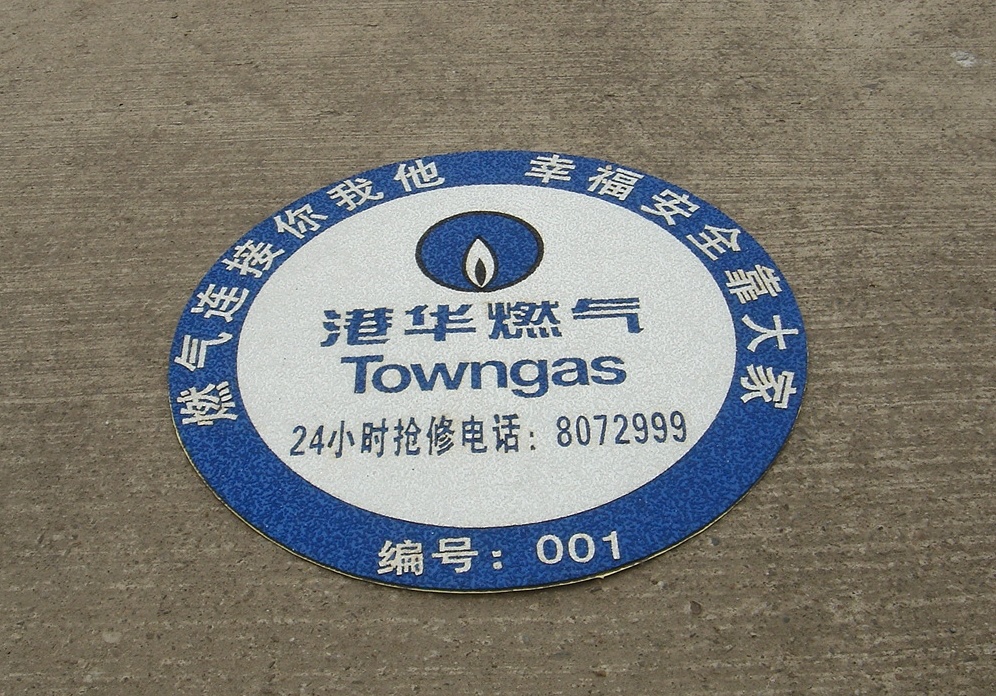 燃气连接你我他 幸福安全靠大家
港华燃气
Towngas
24小时抢修电话：8072999
编号：001